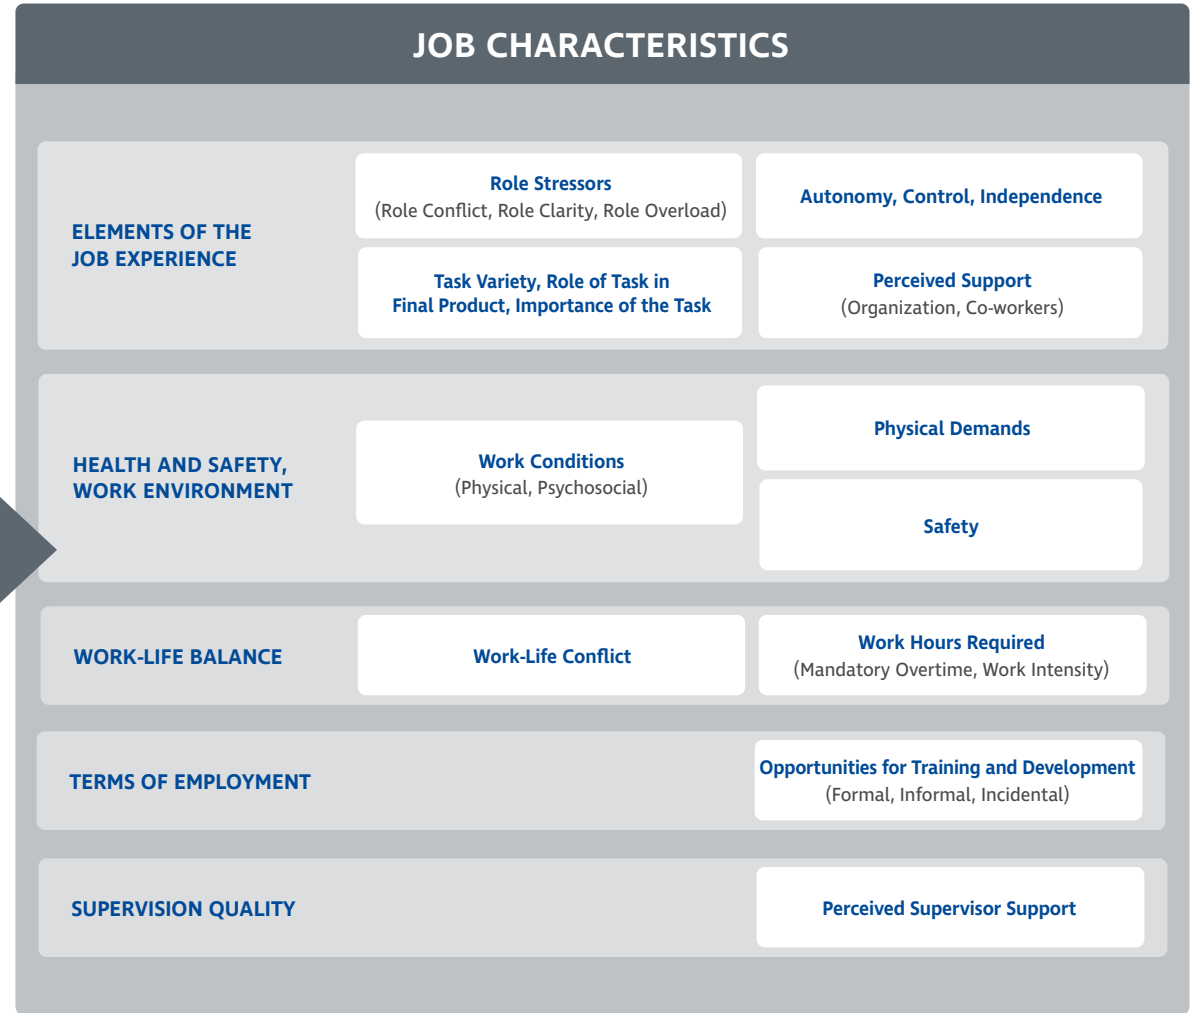 JOB CHARACTERISTICS
ELEMENTS OF THE
JOB EXPERIENCE
Role Stressors
(Role Conflict, Role Clarity, Role Overload)
Autonomy, Control, Independence
Task Variety, Role of Task in
Final Product, Importance of the Task
Perceived Support
(Organization, Co-workers)
HEALTH AND SAFETY,
WORK ENVIRONMENT
Work Conditions
(Physical, Psychosocial)
Physical Demands
Safety
WORK-LIFE BALANCE
Work-Life Conflict
Work Hours Required
(Mandatory Overtime, Work Intensity)
TERMS OF EMPLOYMENT
Opportunities for Training and Development
(Formal, Informal, Incidental)
SUPERVISION QUALITY
Perceived Supervisor Support